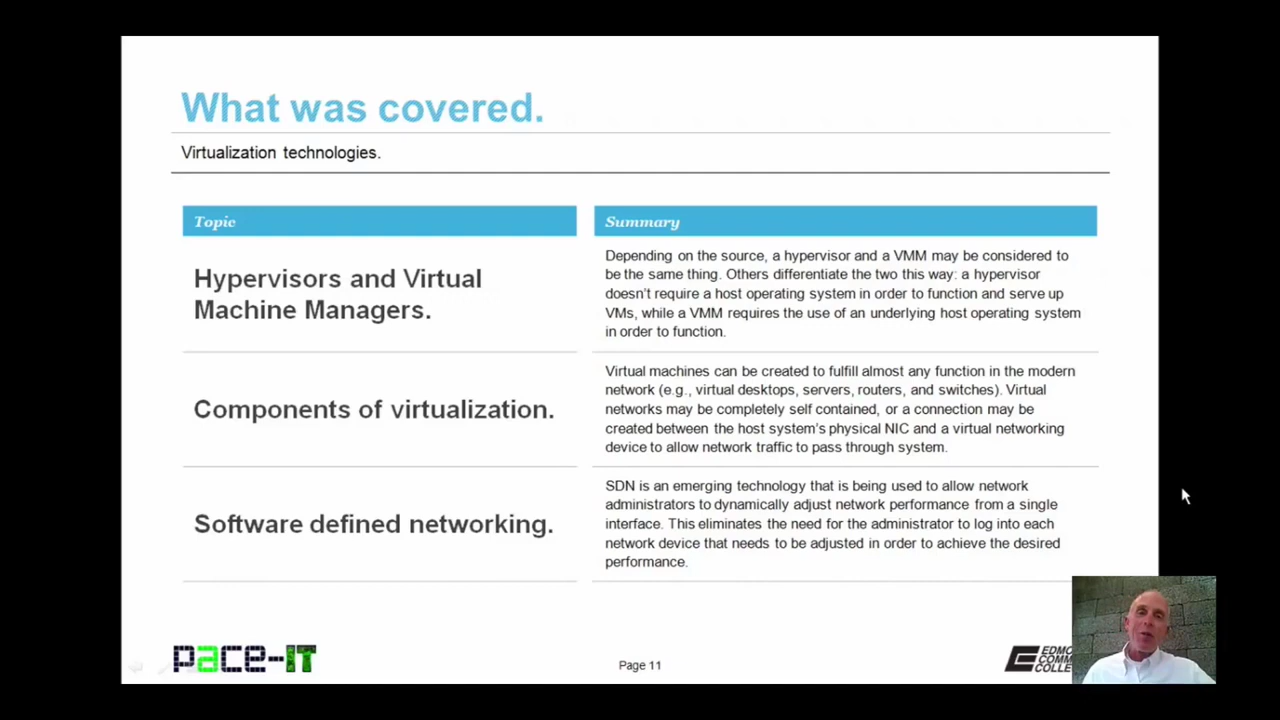 What was covered.
Virtualization technologies.
Topic
Summary
Hypervisors and Virtual
Machine Managers.
Depending on the source, a hypervisor and a VMM may be considered to
be the same thing. Others differentiate the two this way: a hypervisor
doesn't require a host operating system in order to function and serve up
VMs, while a VMM requires the use of an underlying host operating system
in order to function.
Components of virtualization.
Virtual machines can be created to fulfill almost any function in the modern
network (e.g., virtual desktops, servers, routers, and switches). Virtual
networks may be completely self contained, or a connection may be
created between the host system's physical NIC and a virtual networking
device to allow network traffic to pass through system.
Software defined networking.
SDN is an emerging technology that is being used to allow network
administrators to dynamically adjust network performance from a single
interface. This eliminates the need for the administrator to log into each
network device that needs to be adjusted in order to achieve the desired
performance.
pace-IT
Page 11